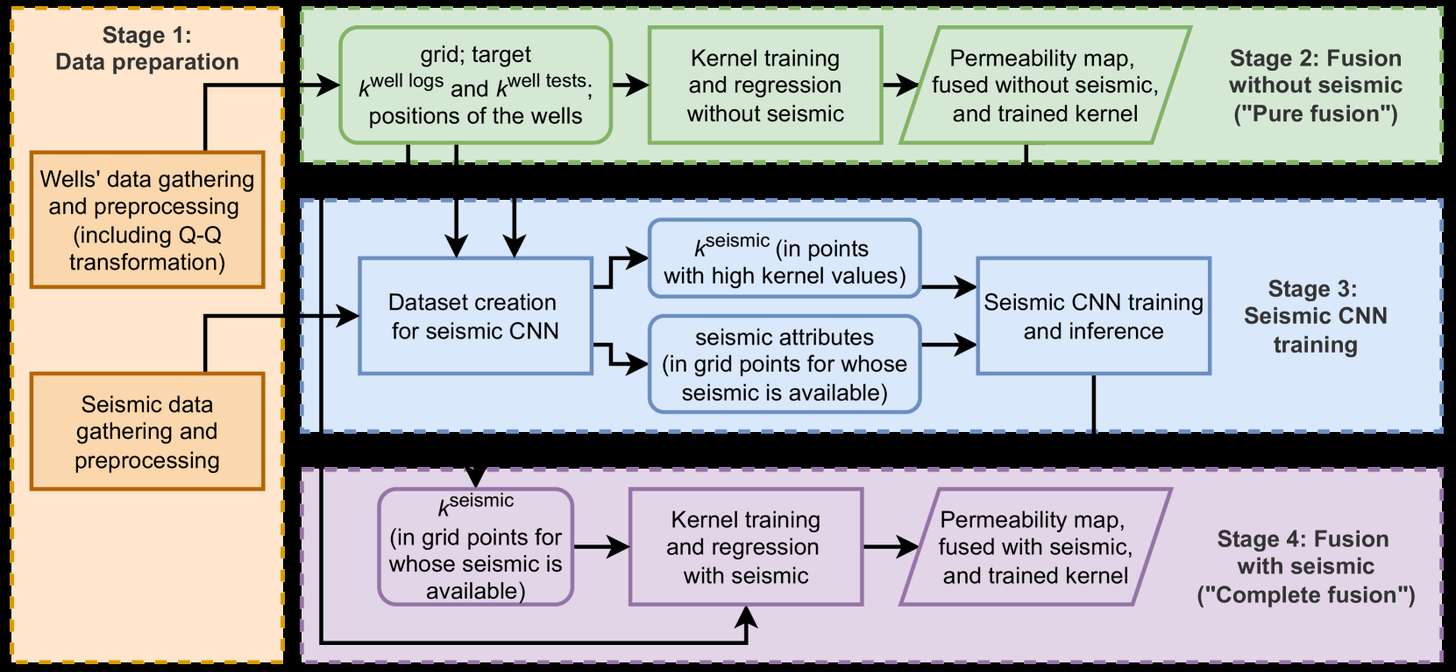 Stage 1:
Data preparation
Wells' data gathering
and preprocessing
(including Q-Q
transformation)
Seismic data
gathering and
preprocessing
grid; target
k^well logs and k^well tests;
positions of the wells
Kernel training
and regression
without seismic
Permeability map,
fused without seismic,
and trained kernel
Stage 2: Fusion
without seismic
("Pure fusion")
Dataset creation
for seismic CNN
k^seismic (in points
with high kernel values)
seismic attributes
(in grid points for whose
seismic is available)
Seismic CNN training
and inference
Stage 3:
Seismic CNN
training
k^seismic
(in grid points for
whose seismic is
available)
Kernel training
and regression
with seismic
Permeability map,
fused with seismic,
and trained kernel
Stage 4: Fusion
with seismic
("Complete fusion")